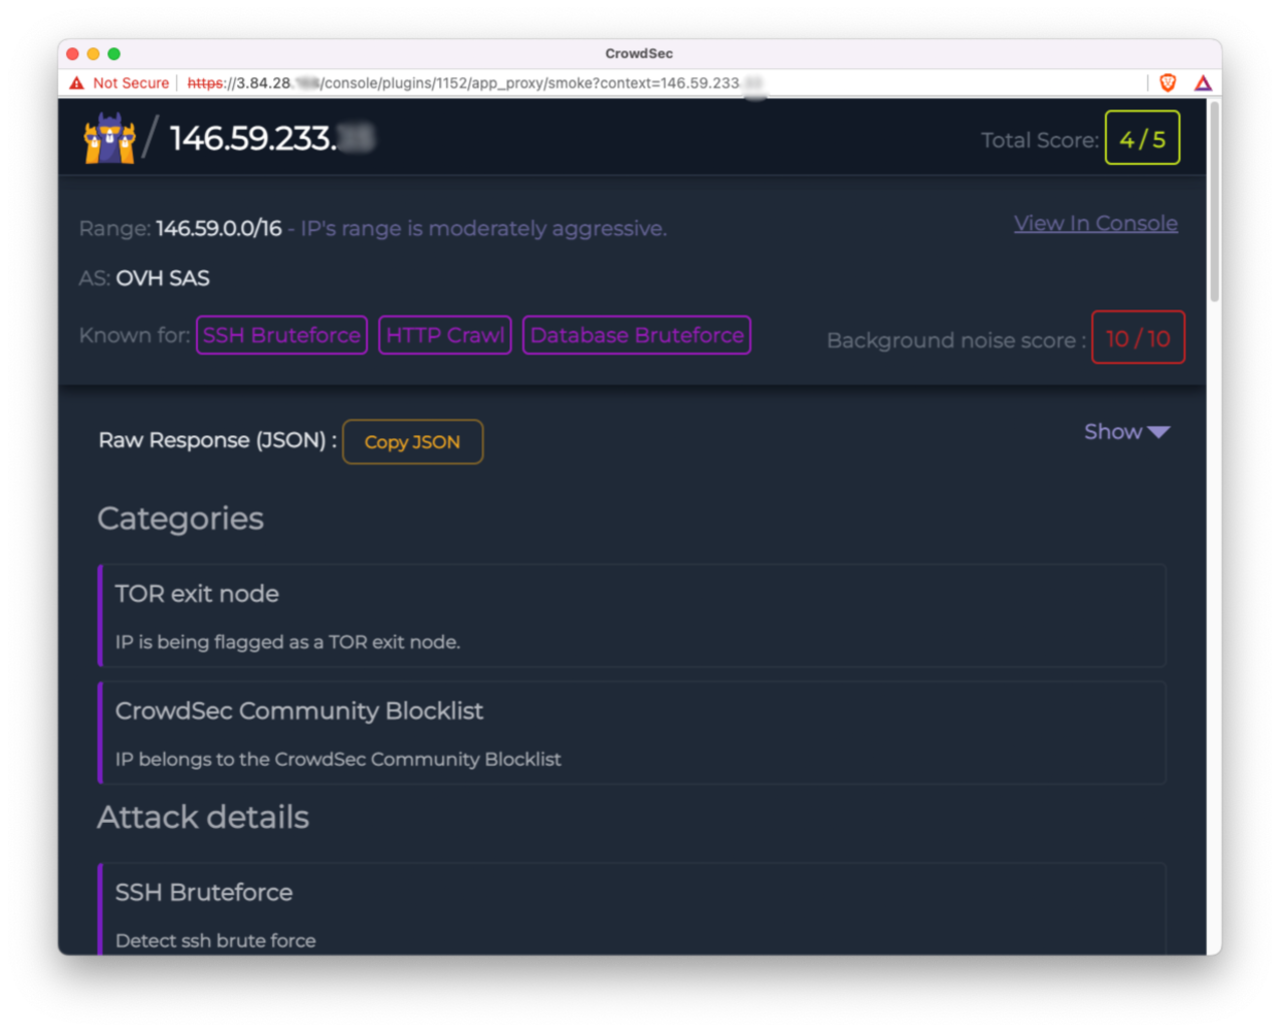 CrowdSec
Not Secure https://3.84.28. /console/plugins/1152/app_proxy/smoke?context=146.59.233.
/ 146.59.233.
Total Score: 4 / 5
Range: 146.59.0.0/16 - IP's range is moderately aggressive.
View In Console
AS: OVH SAS
Known for: SSH Bruteforce HTTP Crawl Database Bruteforce
Background noise score : 10 / 10
Raw Response (JSON) : Copy JSON
Show
Categories
TOR exit node
IP is being flagged as a TOR exit node.
CrowdSec Community Blocklist
IP belongs to the CrowdSec Community Blocklist
Attack details
SSH Bruteforce
Detect ssh brute force